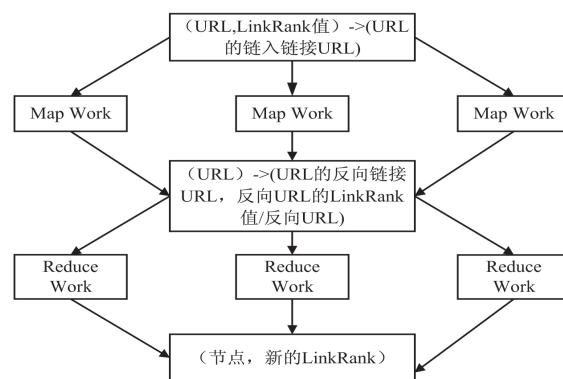 （URL,LinkRank值）->(URL
的链入链接URL)
Map Work
Map Work
Map Work
（URL）->(URL的反向链接
URL，反向URL的LinkRank
值/反向URL)
Reduce
Work
Reduce
Work
Reduce
Work
（节点，新的LinkRank）